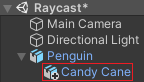 Raycast*
Main Camera
Directional Light
Penguin
Candy Cane